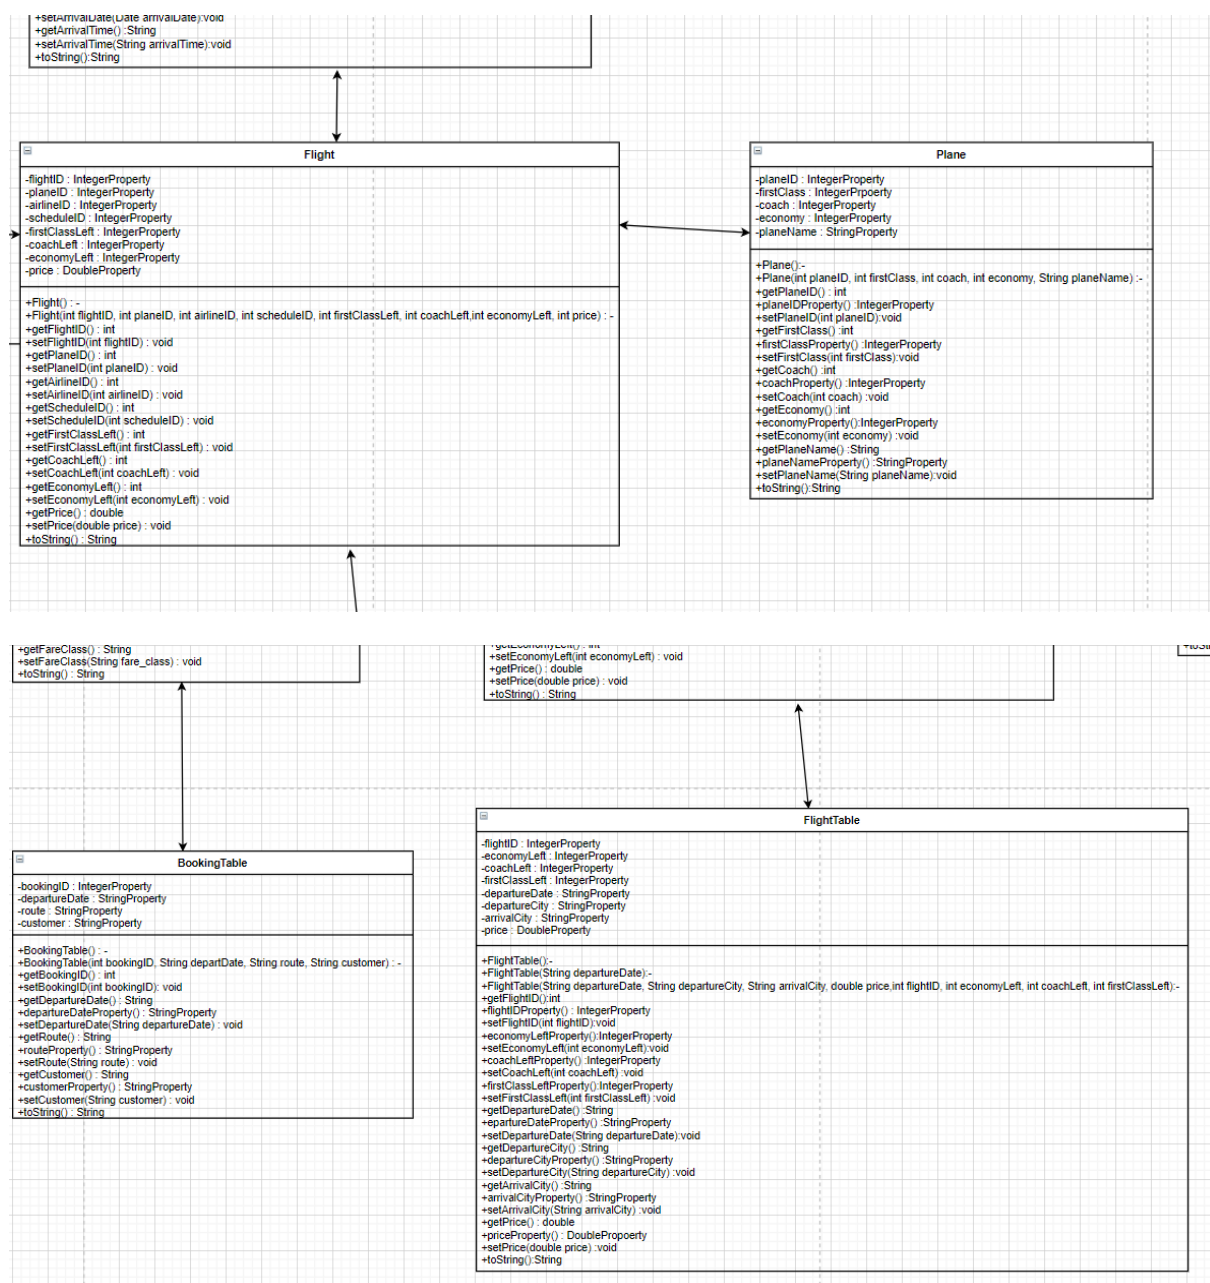 +setArrivalDate(Date arrivalDate):void
+getArrivalTime() :String
+setArrivalTime(String arrivalTime):void
+toString():String
Flight
-flightID : IntegerProperty
-planeID : IntegerProperty
-airlineID : IntegerProperty
-scheduleID : IntegerProperty
-firstClassLeft : IntegerProperty
-coachLeft : IntegerProperty
-economyLeft : IntegerProperty
-price : DoubleProperty
+Flight() : -
+Flight(int flightID, int planeID, int airlineID, int scheduleID, int firstClassLeft, int coachLeft,int economyLeft, int price) : -
+getFlightID() : int
+setFlightID(int flightID) : void
+getPlaneID() : int
+setPlaneID(int planeID) : void
+getAirlineID() : int
+setAirlineID(int airlineID) : void
+getScheduleID() : int
+setScheduleID(int scheduleID) : void
+getFirstClassLeft() : int
+setFirstClassLeft(int firstClassLeft) : void
+getCoachLeft() : int
+setCoachLeft(int coachLeft) : void
+getEconomyLeft() : int
+setEconomyLeft(int economyLeft) : void
+getPrice() : double
+setPrice(double price) : void
+toString() : String
Plane
-planeID : IntegerProperty
-firstClass : IntegerPrpoerty
-coach : IntegerProperty
-economy : IntegerProperty
-planeName : StringProperty
+Plane():-
+Plane(int planeID, int firstClass, int coach, int economy, String planeName) :-
+getPlaneID() : int
+planeIDProperty() :IntegerProperty
+setPlaneID(int planeID):void
+getFirstClass() :int
+firstClassProperty() :IntegerProperty
+setFirstClass(int firstClass):void
+getCoach() :int
+coachProperty() :IntegerProperty
+setCoach(int coach) :void
+getEconomy() :int
+economyProperty():IntegerProperty
+setEconomy(int economy) :void
+getPlaneName() :String
+planeNameProperty() :StringProperty
+setPlaneName(String planeName):void
+toString():String
+getFareClass() : String
+setFareClass(String fare_class) : void
+toString() : String
+getEconomyLeft() : int
+setEconomyLeft(int economyLeft) : void
+getPrice() : double
+setPrice(double price) : void
+toString() : String
BookingTable
-bookingID : IntegerProperty
-departureDate : StringProperty
-route : StringProperty
-customer : StringProperty
+BookingTable() : -
+BookingTable(int bookingID, String departDate, String route, String customer) : -
+getBookingID() : int
+setBookingID(int bookingID): void
+getDepartureDate() : String
+departureDateProperty() : StringProperty
+setDepartureDate(String departureDate) : void
+getRoute() : String
+routeProperty() : StringProperty
+setRoute(String route) : void
+getCustomer() : String
+customerProperty() : StringProperty
+setCustomer(String customer) : void
+toString() : String
FlightTable
-flightID : IntegerProperty
-economyLeft : IntegerProperty
-coachLeft : IntegerProperty
-firstClassLeft : IntegerProperty
-departureDate : StringProperty
-departureCity : StringProperty
-arrivalCity : StringProperty
-price : DoubleProperty
+FlightTable():-
+FlightTable(String departureDate):-
+FlightTable(String departureDate, String departureCity, String arrivalCity, double price,int flightID, int economyLeft, int coachLeft, int firstClassLeft):-
+getFlightID():int
+flightIDProperty() : IntegerProperty
+setFlightID(int flightID):void
+economyLeftProperty():IntegerProperty
+setEconomyLeft(int economyLeft):void
+coachLeftProperty() :IntegerProperty
+setCoachLeft(int coachLeft) :void
+firstClassLeftProperty():IntegerProperty
+setFirstClassLeft(int firstClassLeft) :void
+getDepartureDate() :String
+epartureDateProperty() :StringProperty
+setDepartureDate(String departureDate):void
+getDepartureCity() :String
+departureCityProperty() :StringProperty
+setDepartureCity(String departureCity) :void
+getArrivalCity() :String
+arrivalCityProperty() :StringProperty
+setArrivalCity(String arrivalCity) :void
+getPrice() : double
+priceProperty() : DoublePropoerty
+setPrice(double price) :void
+toString():String